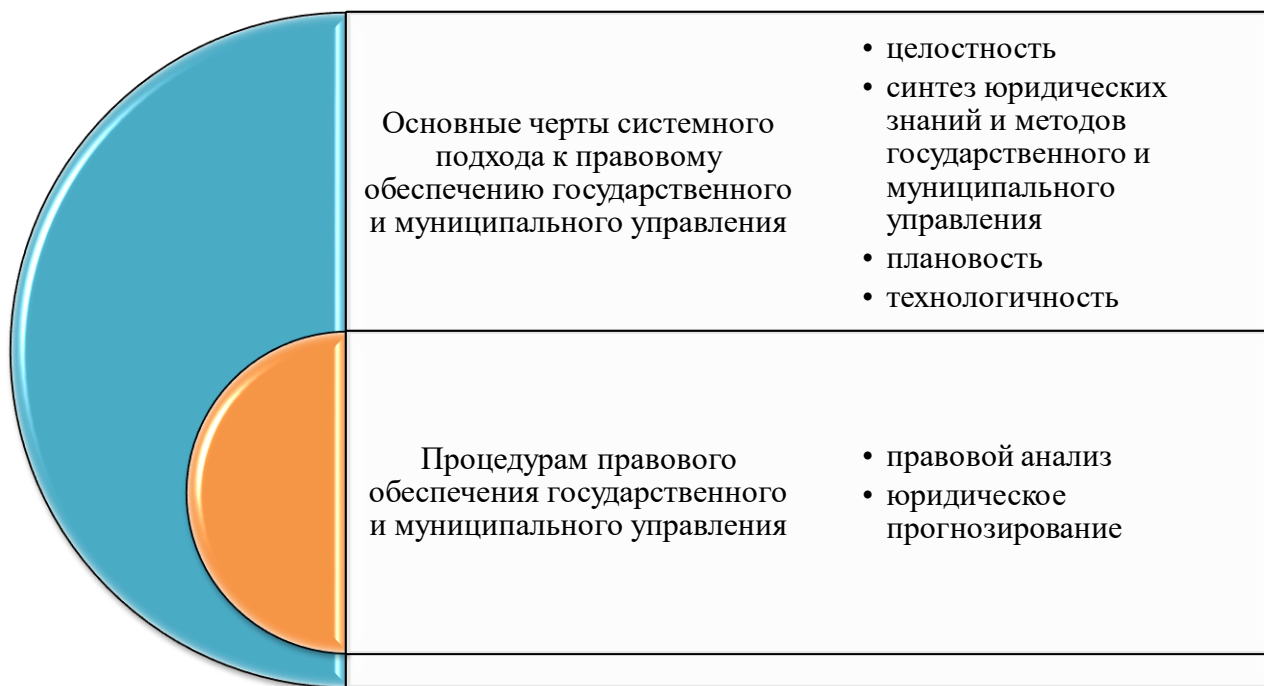 Основные черты системного
подхода к правовому
обеспечению государственного
и муниципального управления
• целостность
• синтез юридических
знаний и методов
государственного и
муниципального
управления
• плановость
• технологичность
Процедурам правового
обеспечения государственного
и муниципального управления
• правовой анализ
• юридическое
прогнозирование